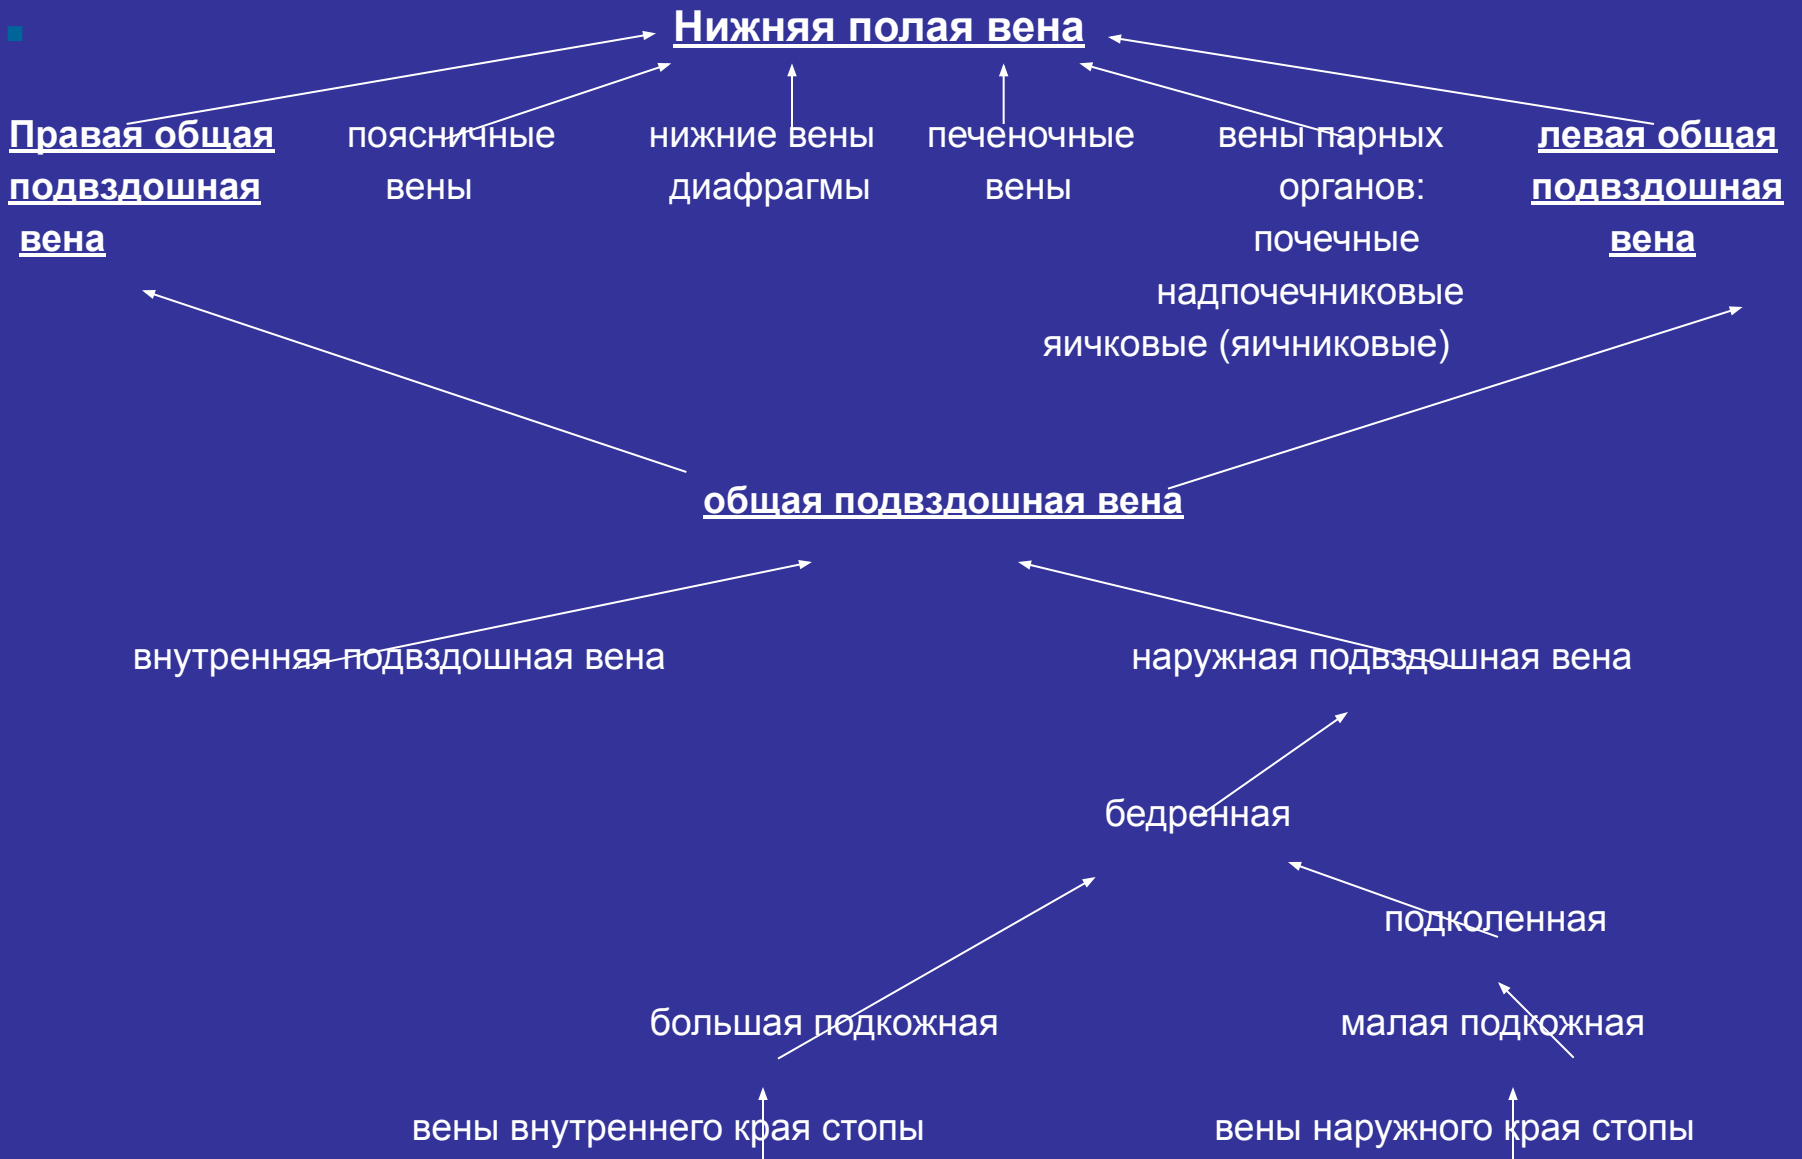 Нижняя полая вена
Правая общая поясничные нижние вены печеночные вены парных левая общая
подвздошная вены диафрагмы вены органов: подвздошная
вена почечные вена
надпочечниковые
яичковые (яичниковые)
общая подвздошная вена
внутренняя подвздошная вена наружная подвздошная вена
бедренная
подколенная
большая подкожная малая подкожная
вены внутреннего края стопы вены наружного края стопы